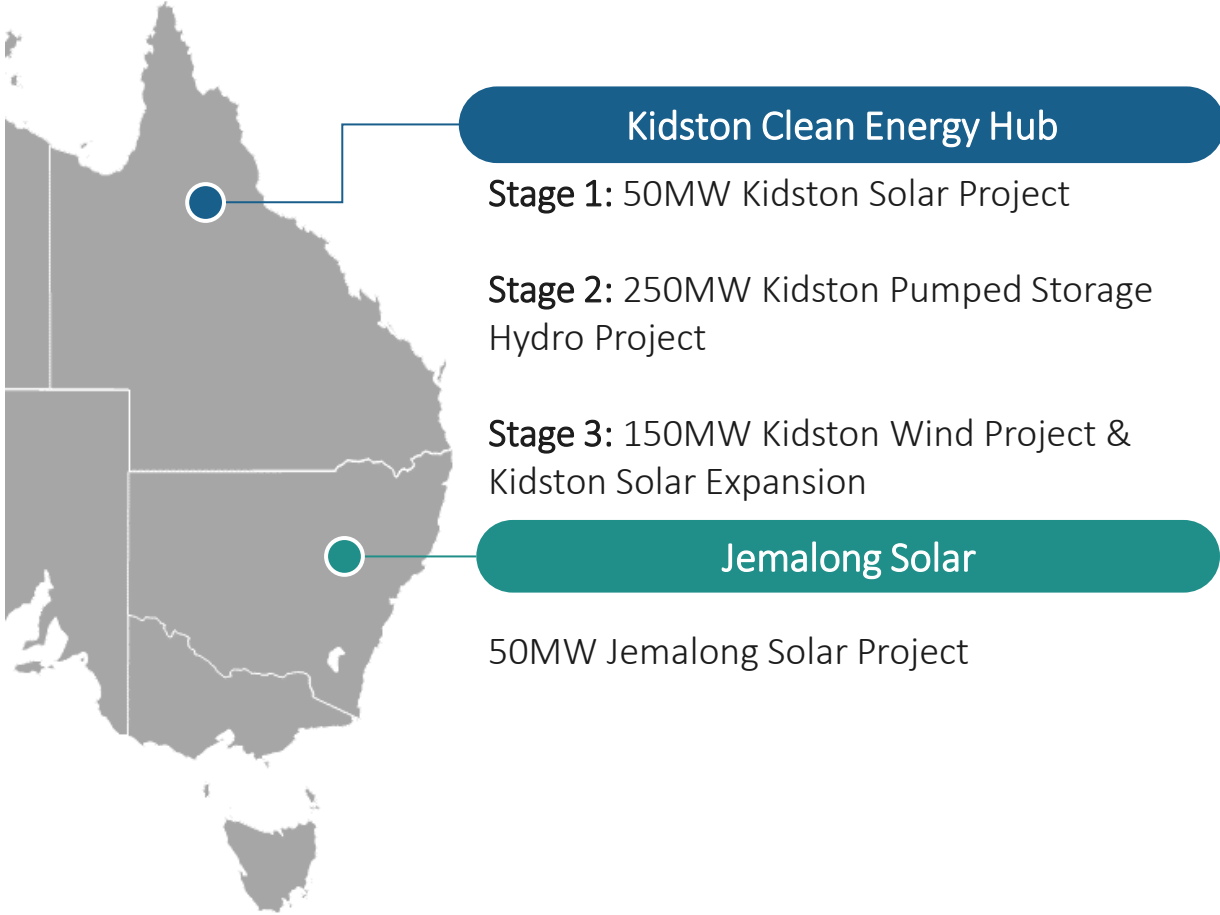 Kidston Clean Energy Hub
Stage 1: 50MW Kidston Solar Project
Stage 2: 250MW Kidston Pumped Storage
Hydro Project
Stage 3: 150MW Kidston Wind Project &
Kidston Solar Expansion
Jemalong Solar
50MW Jemalong Solar Project